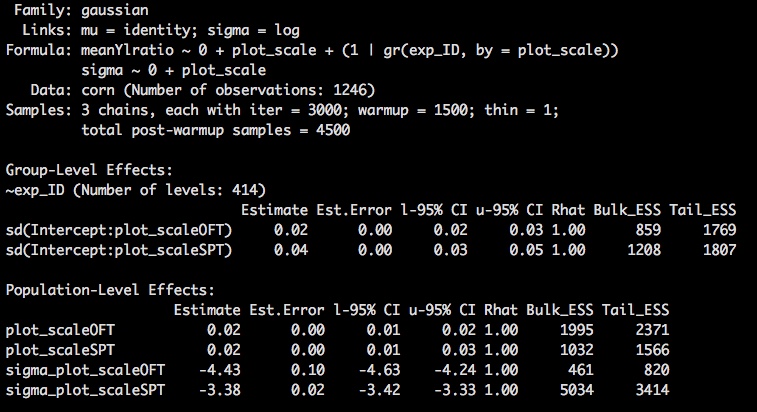 Family: gaussian
Links: mu = identity; sigma = log
Formula: meanYlratio ~ 0 + plot_scale + (1 | gr(exp_ID, by = plot_scale))
sigma ~ 0 + plot_scale
Data: corn (Number of observations: 1246)
Samples: 3 chains, each with iter = 3000; warmup = 1500; thin = 1;
total post-warmup samples = 4500
Group-Level Effects:
~exp_ID (Number of levels: 414)
Estimate Est.Error l-95% CI u-95% CI Rhat Bulk_ESS Tail_ESS
sd(Intercept:plot_scaleOFT) 0.02 0.00 0.02 0.03 1.00 859 1769
sd(Intercept:plot_scaleSPT) 0.04 0.00 0.03 0.05 1.00 1208 1807
Population-Level Effects:
Estimate Est.Error l-95% CI u-95% CI Rhat Bulk_ESS Tail_ESS
plot_scaleOFT 0.02 0.00 0.01 0.02 1.00 1995 2371
plot_scaleSPT 0.02 0.00 0.01 0.03 1.00 1032 1566
sigma_plot_scaleOFT -4.43 0.10 -4.63 -4.24 1.00 461 820
sigma_plot_scaleSPT -3.38 0.02 -3.42 -3.33 1.00 5034 3414